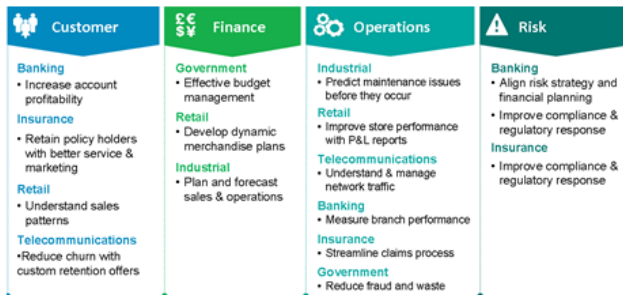 Customer
Banking
• Increase account
profitability
Insurance
• Retain policy holders
with better service &
marketing
Retail
• Understand sales
patterns
Telecommunications
•Reduce churn with
custom retention offers
£€
$¥
Finance
Government
• Effective budget
management
Retail
• Develop dynamic
merchandise plans
Industrial
• Plan and forecast
sales & operations
Operations
Industrial
• Predict maintenance issues
before they occur
Retail
• Improve store performance
with P&L reports
Telecommunications
• Understand & manage
network traffic
Banking
• Measure branch performance
Insurance
• Streamline claims process
Government
• Reduce fraud and waste
Risk
Banking
• Align risk strategy and
financial planning
• Improve compliance &
regulatory response
Insurance
• Improve compliance &
regulatory response